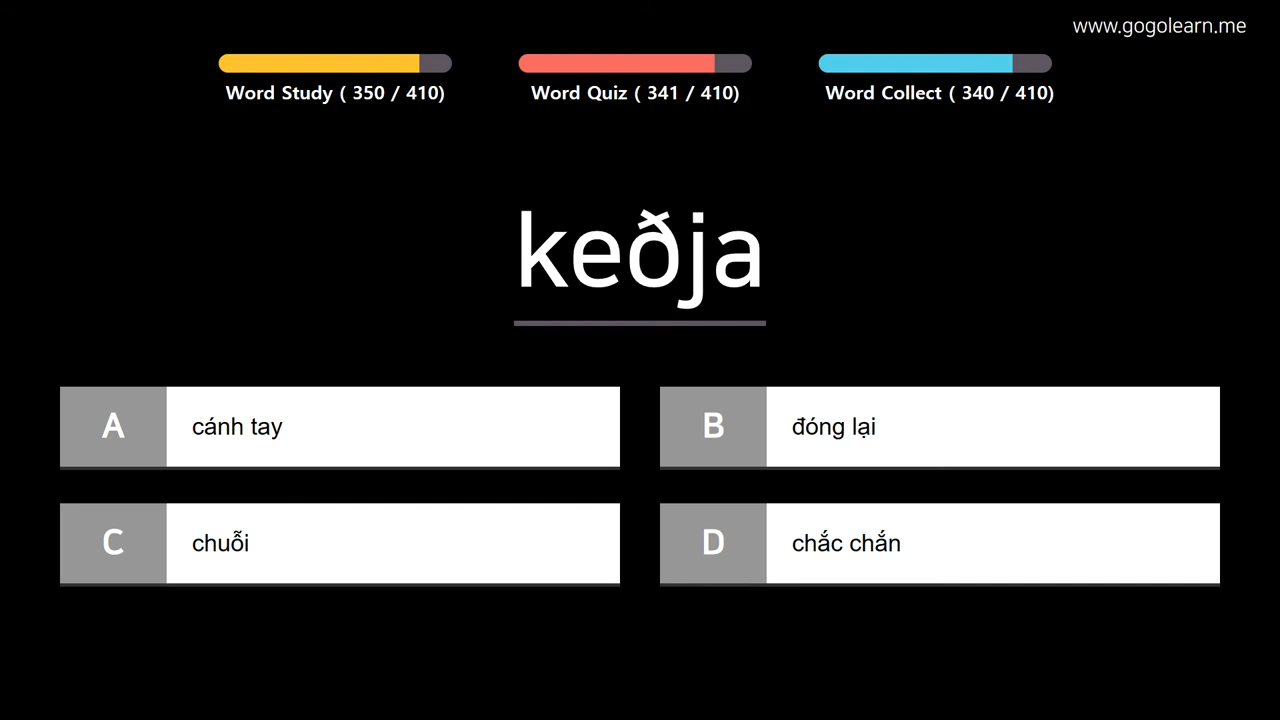 www.gogolearn.me
Word Study ( 350 / 410)
Word Quiz ( 341 / 410)
Word Collect ( 340 / 410)
keðja
A cánh tay
B đóng lại
C chuỗi
D chắc chắn